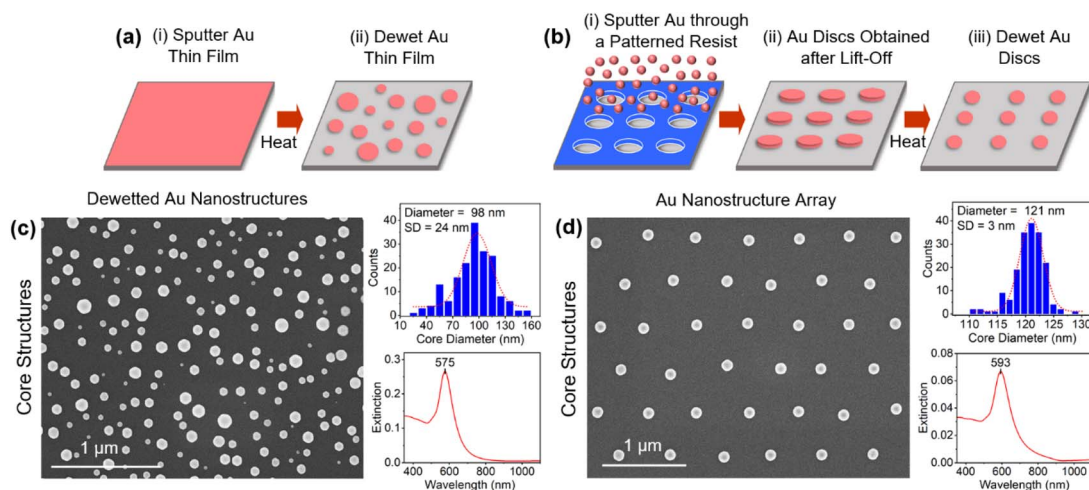 (a)
(i) Sputter Au
Thin Film
(ii) Dewet Au
Thin Film
Heat
(b)
(i) Sputter Au through
a Patterned Resist
(ii) Au Discs Obtained
after Lift-Off
Heat
(iii) Dewet Au
Discs
Dewetted Au Nanostructures
(c)
Core Structures
1 μm
Diameter = 98 nm
SD = 24 nm
Counts
40
30
20
10
0
10 40 70 100 130 160
Core Diameter (nm)
575
Extinction
0.3
0.2
0.1
0.0
400 600 800 1000
Wavelength (nm)
Au Nanostructure Array
(d)
Core Structures
1 μm
Diameter = 121 nm
SD = 3 nm
Counts
40
30
20
10
0
110 115 120 125 130
Core Diameter (nm)
593
Extinction
0.08
0.06
0.04
0.02
0.00
400 600 800 1000
Wavelength (nm)